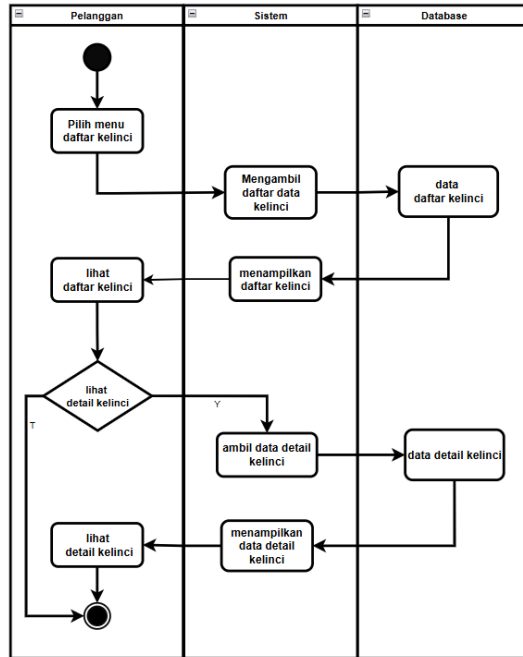 Pelanggan
Sistem
Database
Pilih menu
daftar kelinci
Mengambil
daftar data
kelinci
data
daftar kelinci
lihat
daftar kelinci
menampilkan
daftar kelinci
lihat
detail kelinci
Y
T
ambil data detail
kelinci
data detail kelinci
lihat
detail kelinci
menampilkan
data detail
kelinci